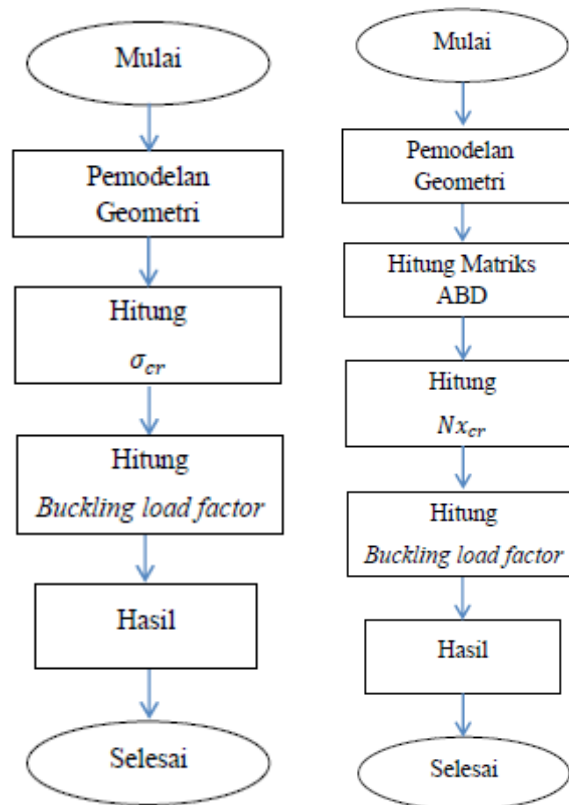 Mulai
Pemodelan
Geometri
Hitung
σcr
Hitung
Buckling load factor
Hasil
Selesai
Mulai
Pemodelan
Geometri
Hitung Matriks
ABD
Hitung
Nxcr
Hitung
Buckling load factor
Hasil
Selesai